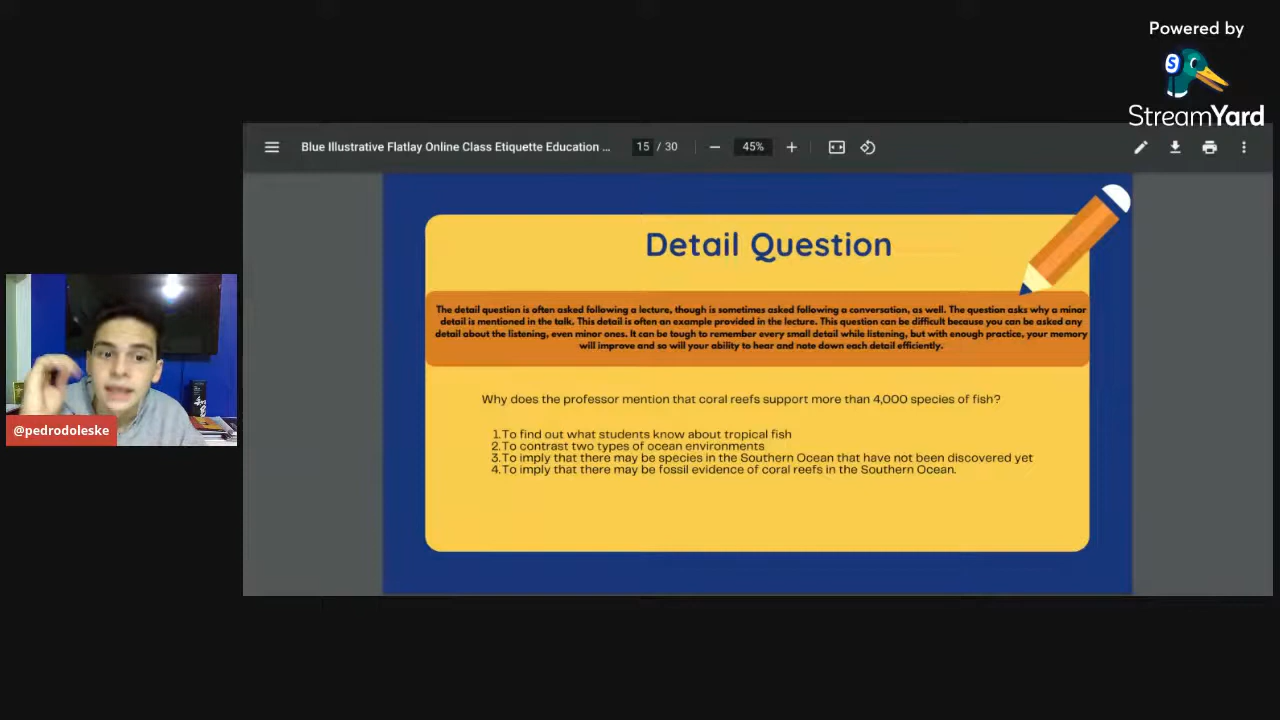 Powered by
StreamYard
Blue Illustrative Flatlay Online Class Etiquette Education ...
15 / 30
45%
Detail Question
The detail question is often asked following a lecture, though is sometimes asked following a conversation, as well. The question asks why a minor
detail is mentioned in the talk. This detail is often an example provided in the lecture. This question can be difficult because you can be asked any
detail about the listening, even minor ones. It can be tough to remember every small detail while listening, but with enough practice, your memory
will improve and so will your ability to hear and note down each detail efficiently.
Why does the professor mention that coral reefs support more than 4,000 species of fish?
1.To find out what students know about tropical fish
2.To contrast two types of ocean environments
3.To imply that there may be species in the Southern Ocean that have not been discovered yet
4.To imply that there may be fossil evidence of coral reefs in the Southern Ocean.
@pedrodoleske